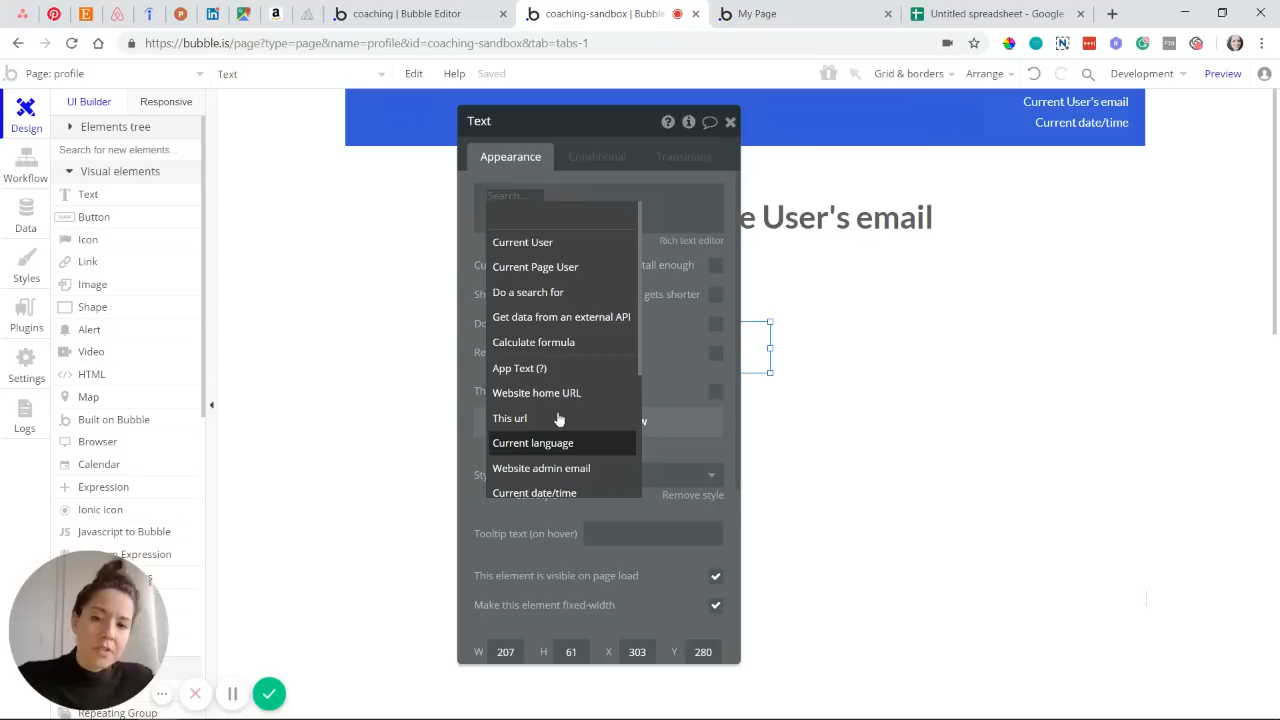 coaching | Bubble Editor
coaching-sandbox | Bubbl
My Page
Untitled spreadsheet - Google
https://bubble.is/page?type=page&name=profile&id=coaching-sandbox&tab=tabs-1
Page: profile
Text
Edit
Help
Saved
Grid & borders
Arrange
Development
Preview
Design
Workflow
Data
Styles
Plugins
Settings
Logs
UI Builder
Responsive
Elements tree
Search for new elements...
Visual elements
Text
Button
Icon
Link
Image
Shape
Alert
Video
HTML
Map
Built on Bubble
Browser
Calendar
Expression
Ionic Icon
Javascript to Bubble
Expression
Repeating Group
Current User's email
Current date/time
e User's email
Text
Appearance
Conditional
Transitions
Search...
Rich text editor
Current User
Current Page User
Do a search for
Get data from an external API
Calculate formula
App Text (?)
Website home URL
This url
Current language
Website admin email
Current date/time
tall enough
gets shorter
Remove style
Tooltip text (on hover)
This element is visible on page load
Make this element fixed-width
W 207 H 61 X 303 Y 280